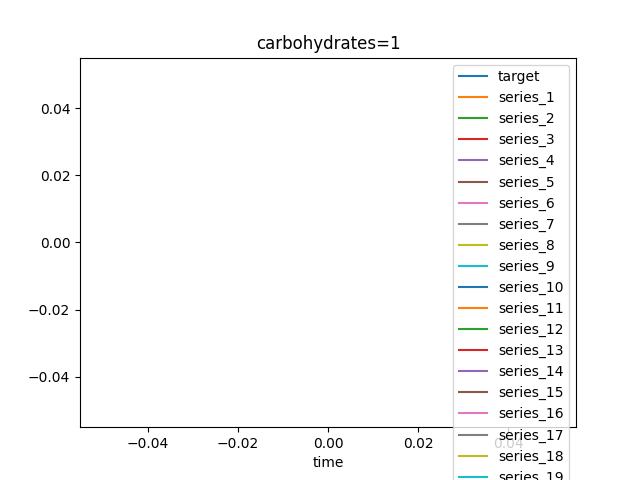 carbohydrates=1
0.04
0.02
0.00
−0.02
−0.04
−0.04
−0.02
0.00
0.02
0.04
time
target
series_1
series_2
series_3
series_4
series_5
series_6
series_7
series_8
series_9
series_10
series_11
series_12
series_13
series_14
series_15
series_16
series_17
series_18
series_19